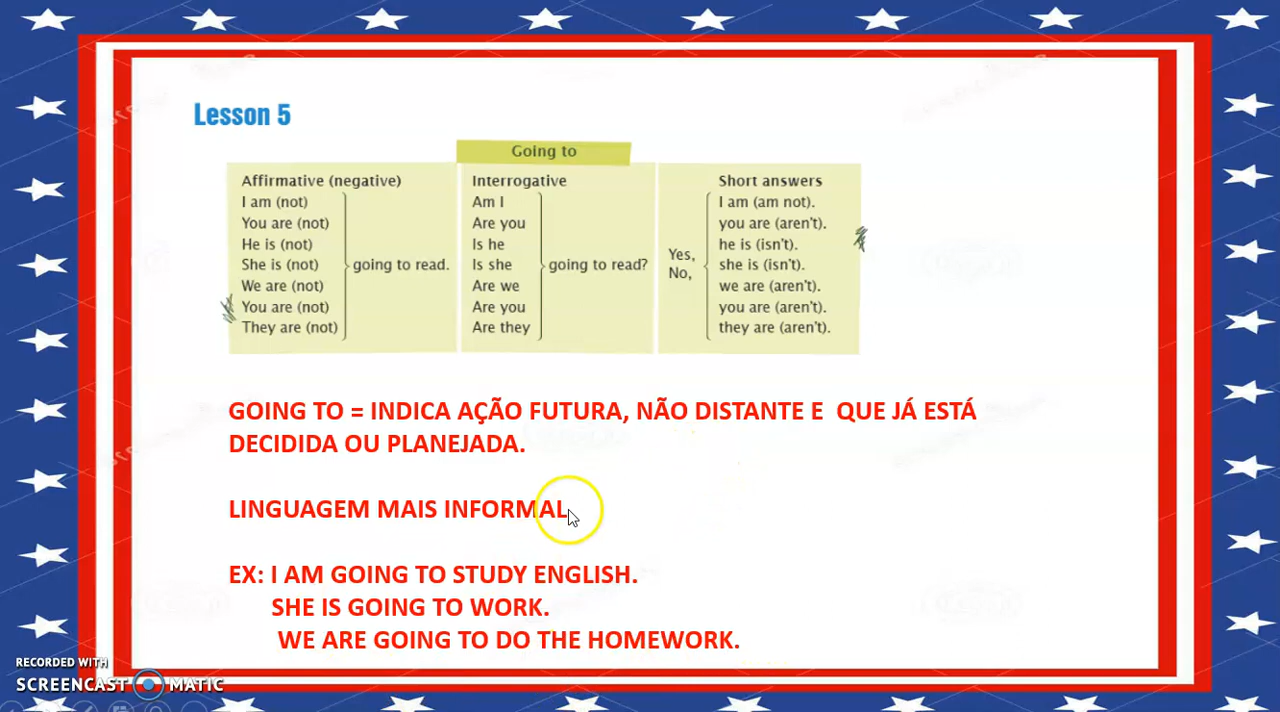 Lesson 5
Going to
Affirmative (negative)
I am (not)
You are (not)
He is (not)
She is (not)
We are (not)
You are (not)
They are (not)
going to read.
Interrogative
Am I
Are you
Is he
Is she
Are we
Are you
Are they
going to read?
Short answers
Yes,
No,
I am (am not).
you are (aren't).
he is (isn't).
she is (isn't).
we are (aren't).
you are (aren't).
they are (aren't).
GOING TO = INDICA AÇÃO FUTURA, NÃO DISTANTE E QUE JÁ ESTÁ
DECIDIDA OU PLANEJADA.
LINGUAGEM MAIS INFORMAL
EX: I AM GOING TO STUDY ENGLISH.
SHE IS GOING TO WORK.
WE ARE GOING TO DO THE HOMEWORK.
RECORDED WITH
SCREENCAST MATIC